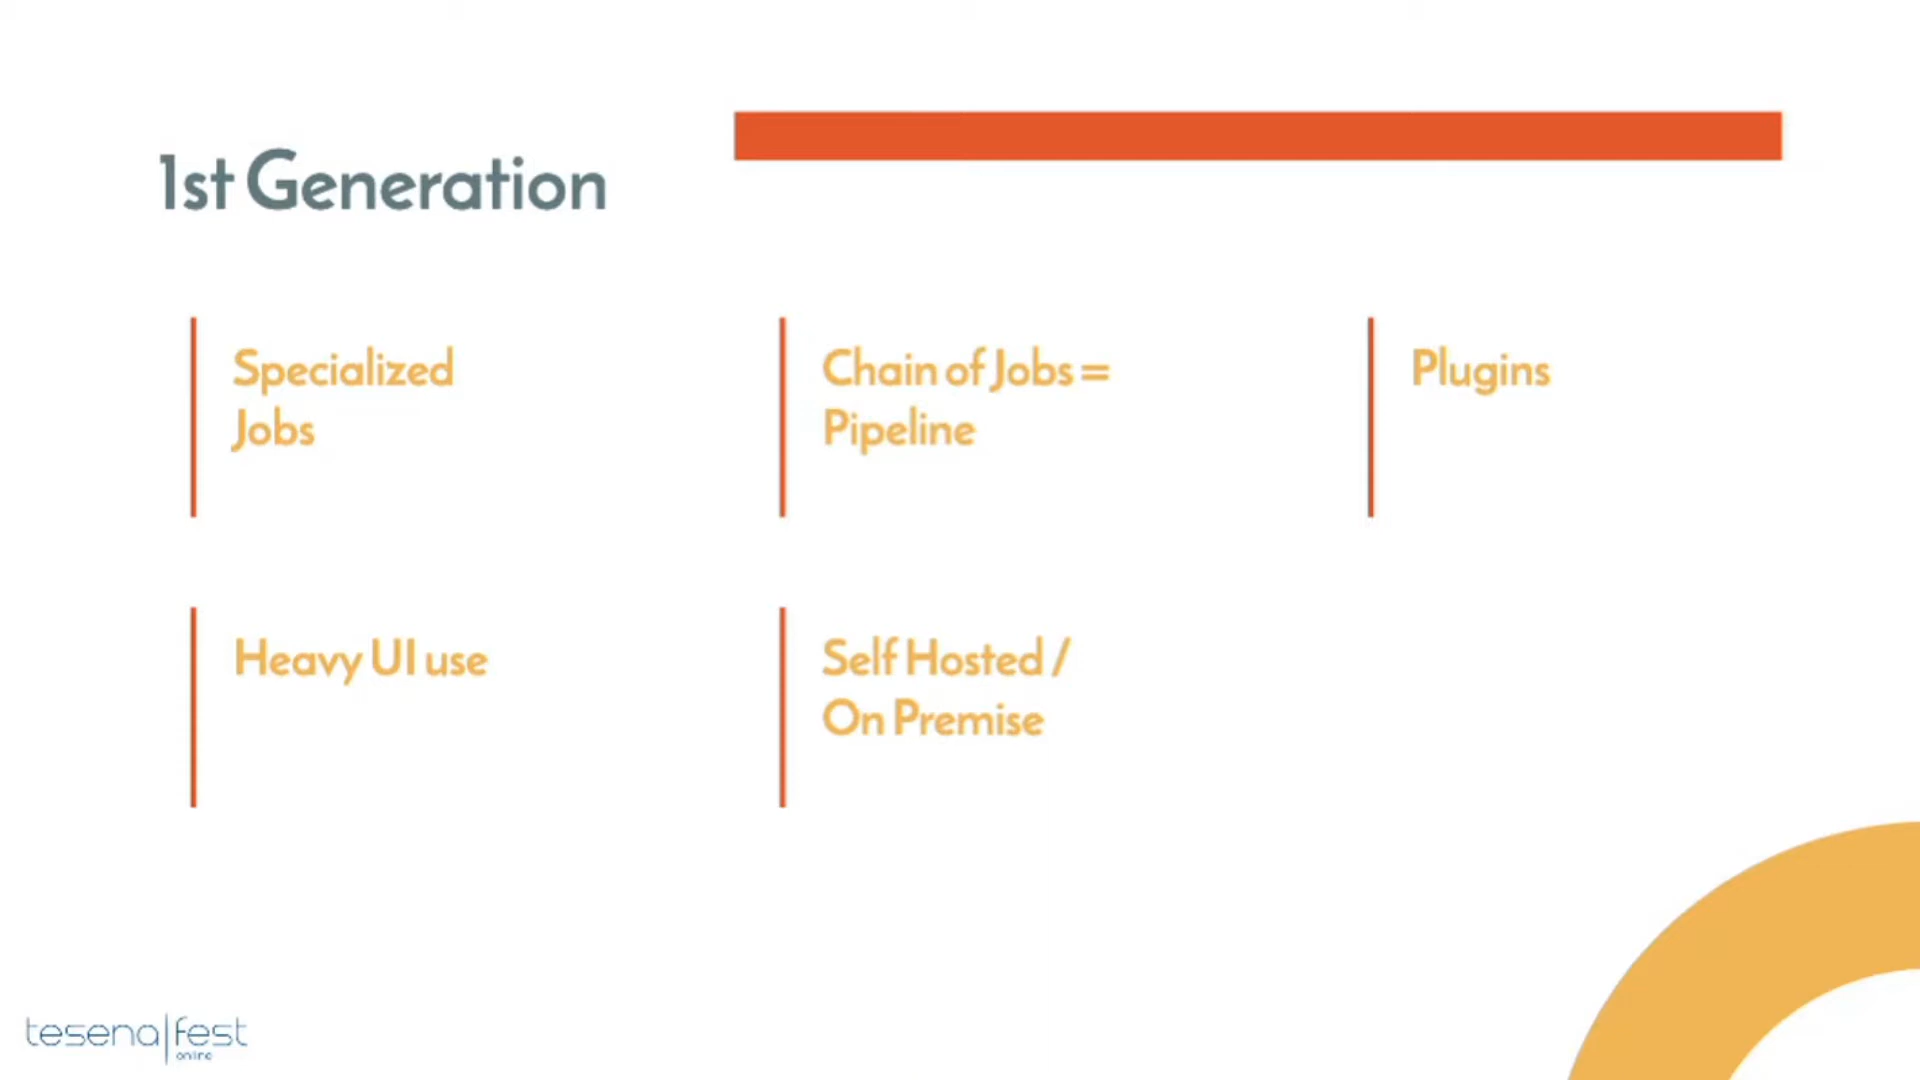 1st Generation
Specialized
Jobs
Chain of Jobs =
Pipeline
Plugins
Heavy UI use
Self Hosted /
On Premise
tesena|fest
online